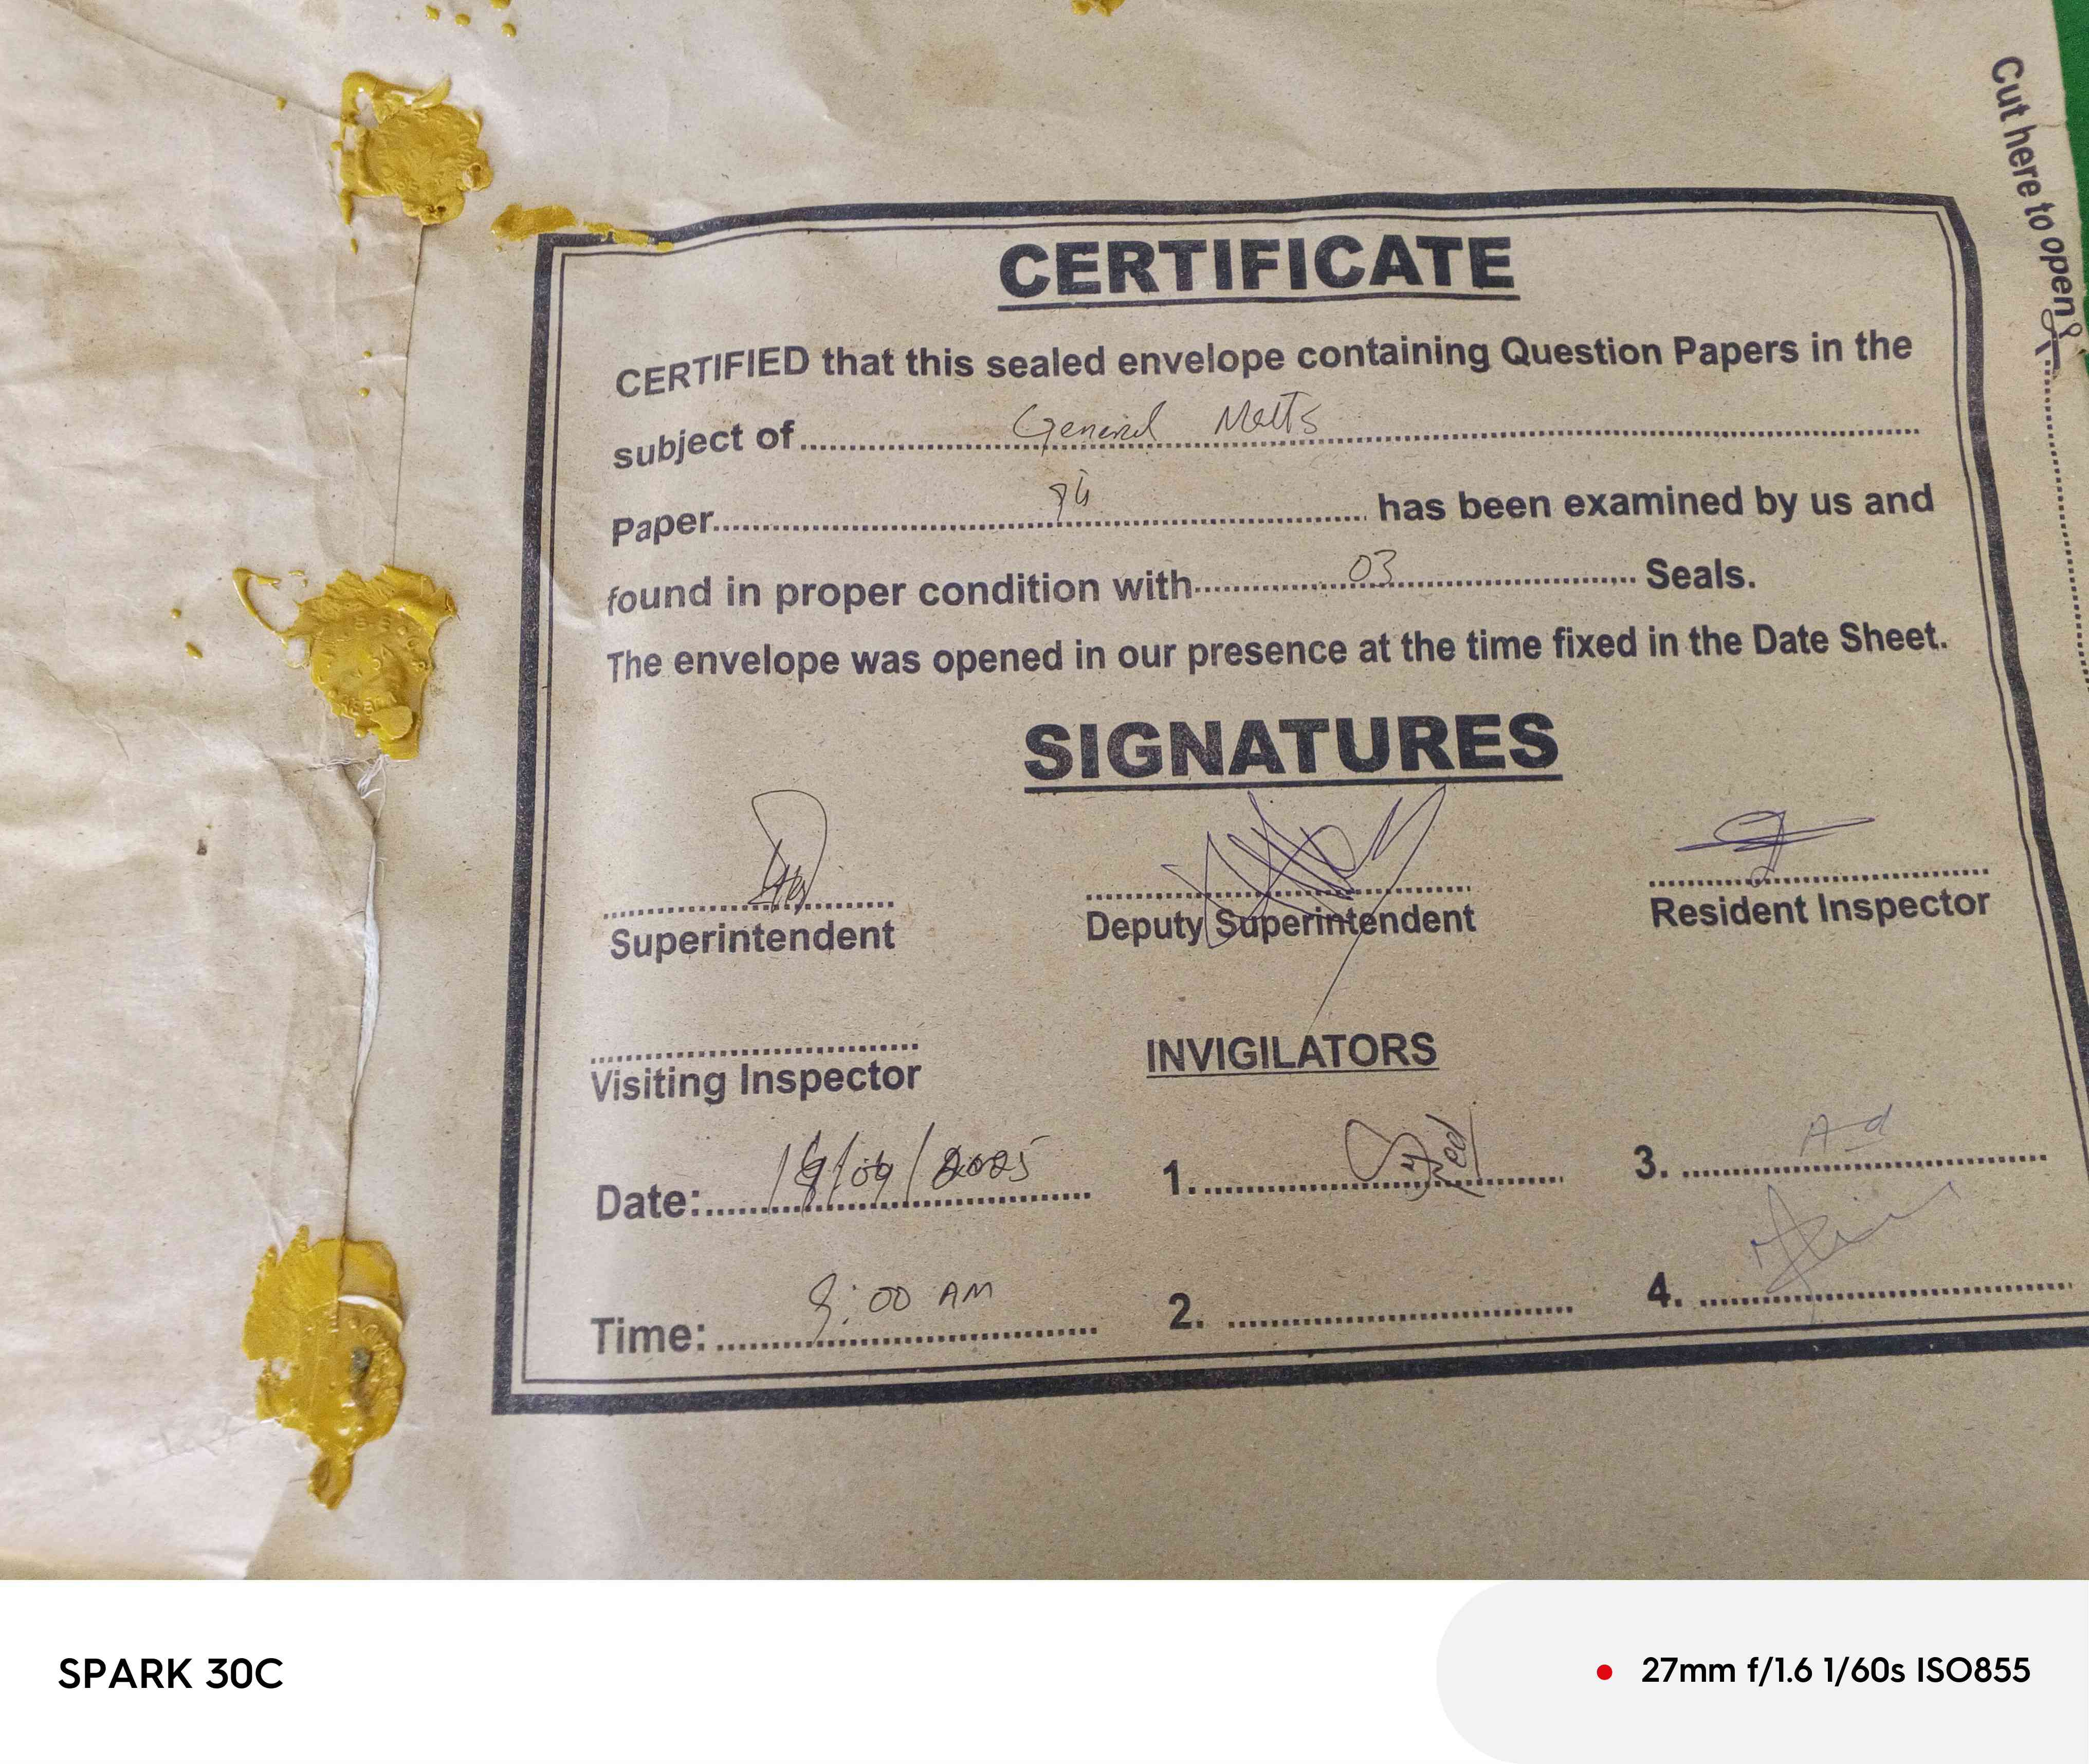 Cut here to open
CERTIFICATE
CERTIFIED that this sealed envelope containing Question Papers in the
subject of General Maths
Paper has been examined by us and
found in proper condition with 03 Seals.
The envelope was opened in our presence at the time fixed in the Date Sheet.
SIGNATURES
Superintendent
Deputy Superintendent
Resident Inspector
Visiting Inspector
INVIGILATORS
Date:
1.
3.
Time: 9:00 AM
2.
4.
SPARK 30C
27mm f/1.6 1/60s ISO855